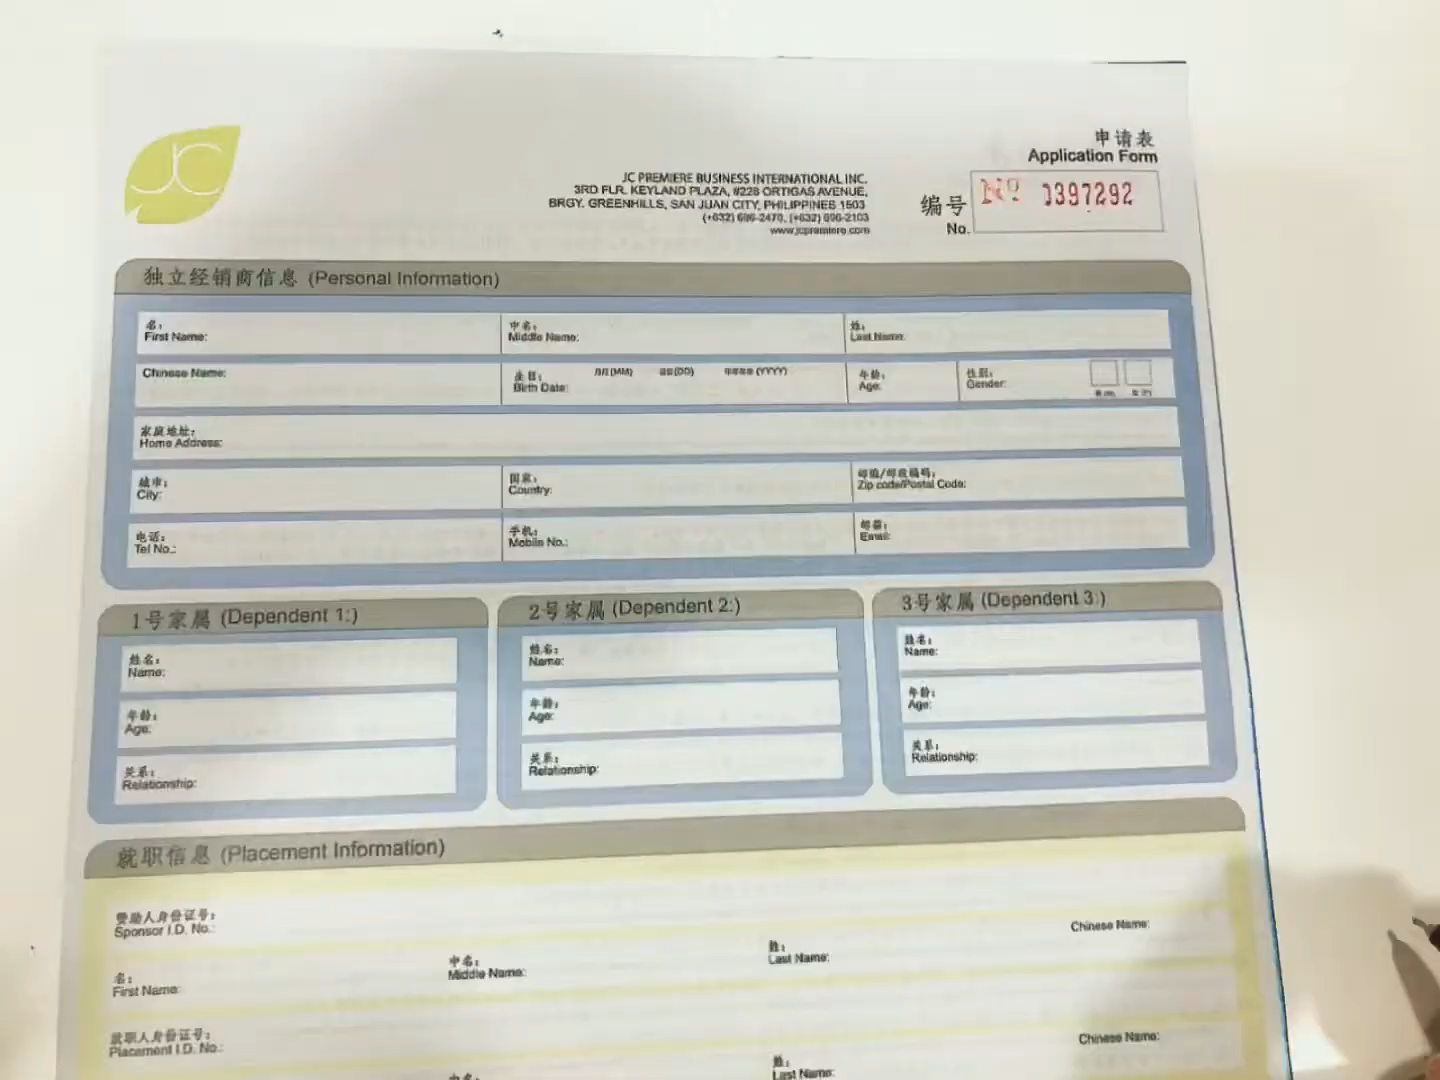 JC
申请表
Application Form
JC PREMIERE BUSINESS INTERNATIONAL INC.
3RD FLR. KEYLAND PLAZA, #228 ORTIGAS AVENUE,
BRGY. GREENHILLS, SAN JUAN CITY, PHILIPPINES 1503
(+632) 696-2470, (+632) 696-2103
www.jcpremiere.com
编号
No.
Nº 0397292
独立经销商信息 (Personal Information)
名:
First Name:
中名:
Middle Name:
姓:
Last Name:
Chinese Name:
生日:
Birth Date:
月月(MM) 日日(DD) 年年年年(YYYY)
年龄:
Age:
性别:
Gender:
家庭地址:
Home Address:
城市:
City:
国家:
Country:
邮编/邮政编码:
Zip code/Postal Code:
电话:
Tel No.:
手机:
Mobile No.:
邮箱:
Email:
1号家属 (Dependent 1:)
姓名:
Name:
年龄:
Age:
关系:
Relationship:
2号家属 (Dependent 2:)
姓名:
Name:
年龄:
Age:
关系:
Relationship:
3号家属 (Dependent 3:)
姓名:
Name:
年龄:
Age:
关系:
Relationship:
就职信息 (Placement Information)
赞助人身份证号:
Sponsor I.D. No.:
Chinese Name:
名:
First Name:
中名:
Middle Name:
姓:
Last Name:
就职人身份证号:
Placement I.D. No.:
Chinese Name:
中名:
姓:
Last Name: